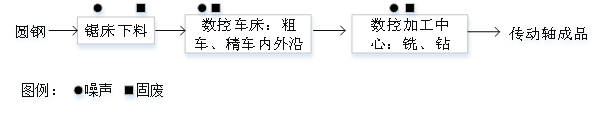 圆钢
锯床下料
数控车床：粗
车、精车内外沿
数控加工中
心：铣、钻
传动轴成品
图例： ●噪声 ■固废